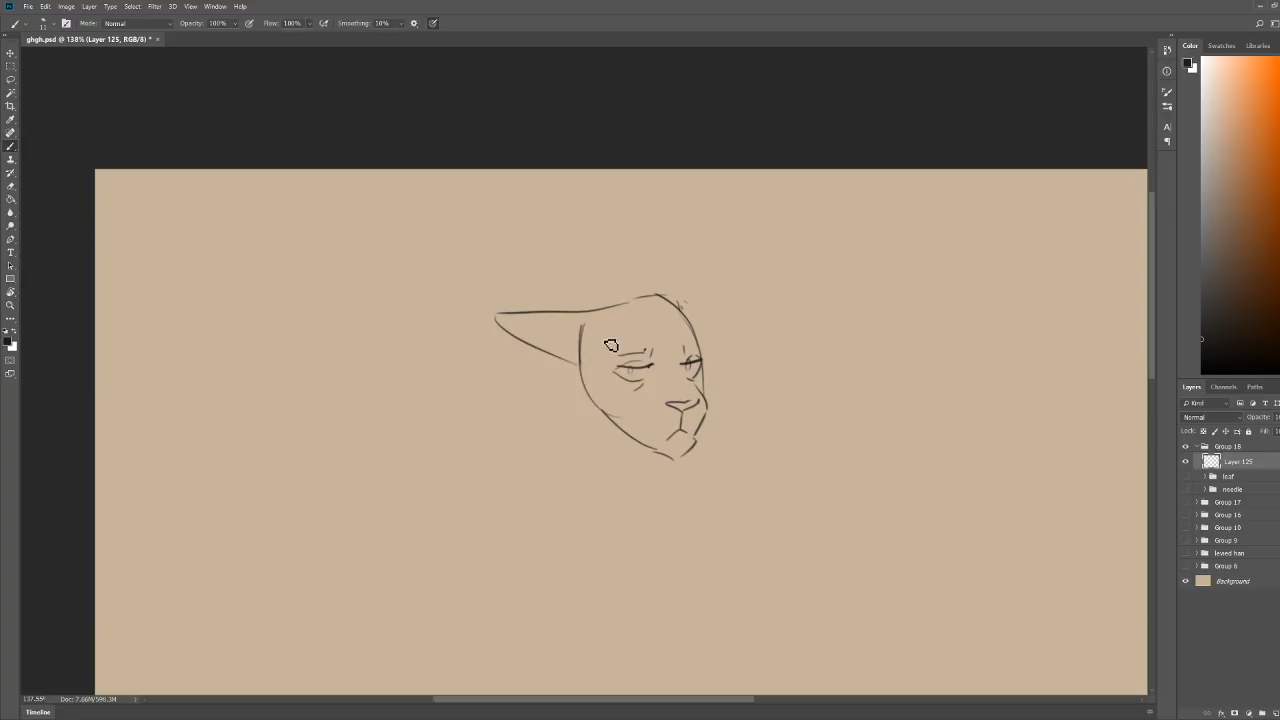 File Edit Image Layer Type Select Filter 3D View Window Help
Mode: Normal Opacity: 100% Flow: 100% Smoothing: 10%
ghgh.psd @ 138% (Layer 125, RGB/8) *
Color Swatches Libraries
Layers Channels Paths
Kind
Normal Opacity:
Lock: Fill:
Group 18
Layer 125
leaf
needle
Group 17
Group 16
Group 10
Group 9
levied han
Group 6
Background
Timeline